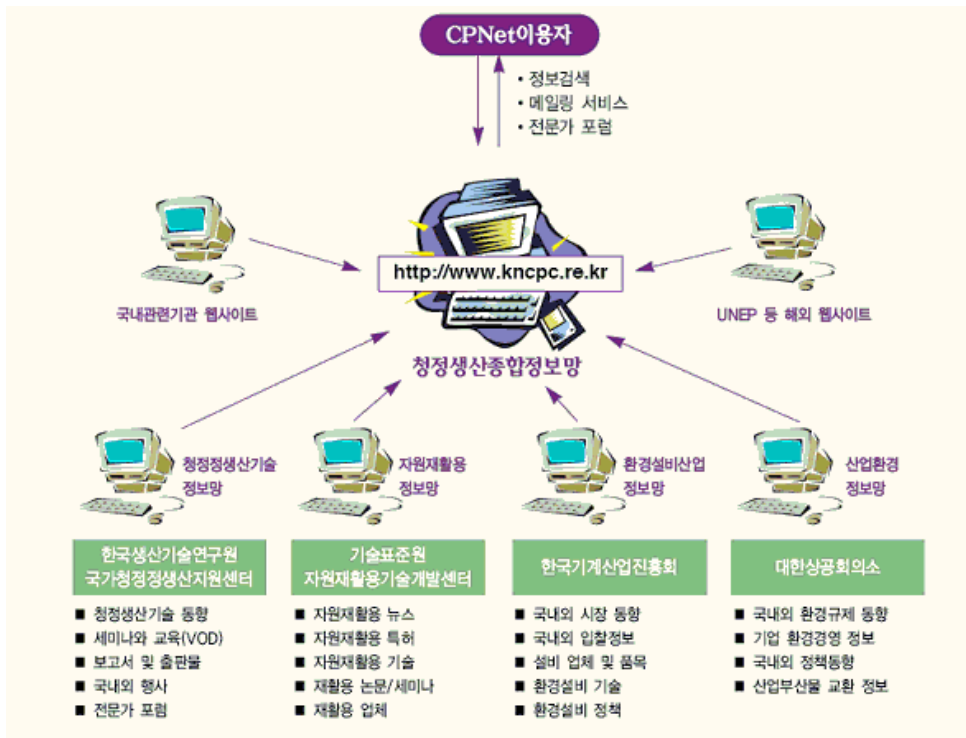 CPNet이용자
• 정보검색
• 메일링 서비스
• 전문가 포럼
http://www.kncpc.re.kr
국내관련기관 웹사이트
UNEP 등 해외 웹사이트
청정생산종합정보망
청정정생산기술
정보망
자원재활용
정보망
환경설비산업
정보망
산업환경
정보망
한국생산기술연구원
국가청정정생산지원센터
■ 청정생산기술 동향
■ 세미나와 교육(VOD)
■ 보고서 및 출판물
■ 국내외 행사
■ 전문가 포럼
기술표준원
자원재활용기술개발센터
■ 자원재활용 뉴스
■ 자원재활용 특허
■ 자원재활용 기술
■ 재활용 논문/세미나
■ 재활용 업체
한국기계산업진흥회
■ 국내외 시장 동향
■ 국내외 입찰정보
■ 설비 업체 및 품목
■ 환경설비 기술
■ 환경설비 정책
대한상공회의소
■ 국내외 환경규제 동향
■ 기업 환경경영 정보
■ 국내외 정책동향
■ 산업부산물 교환 정보